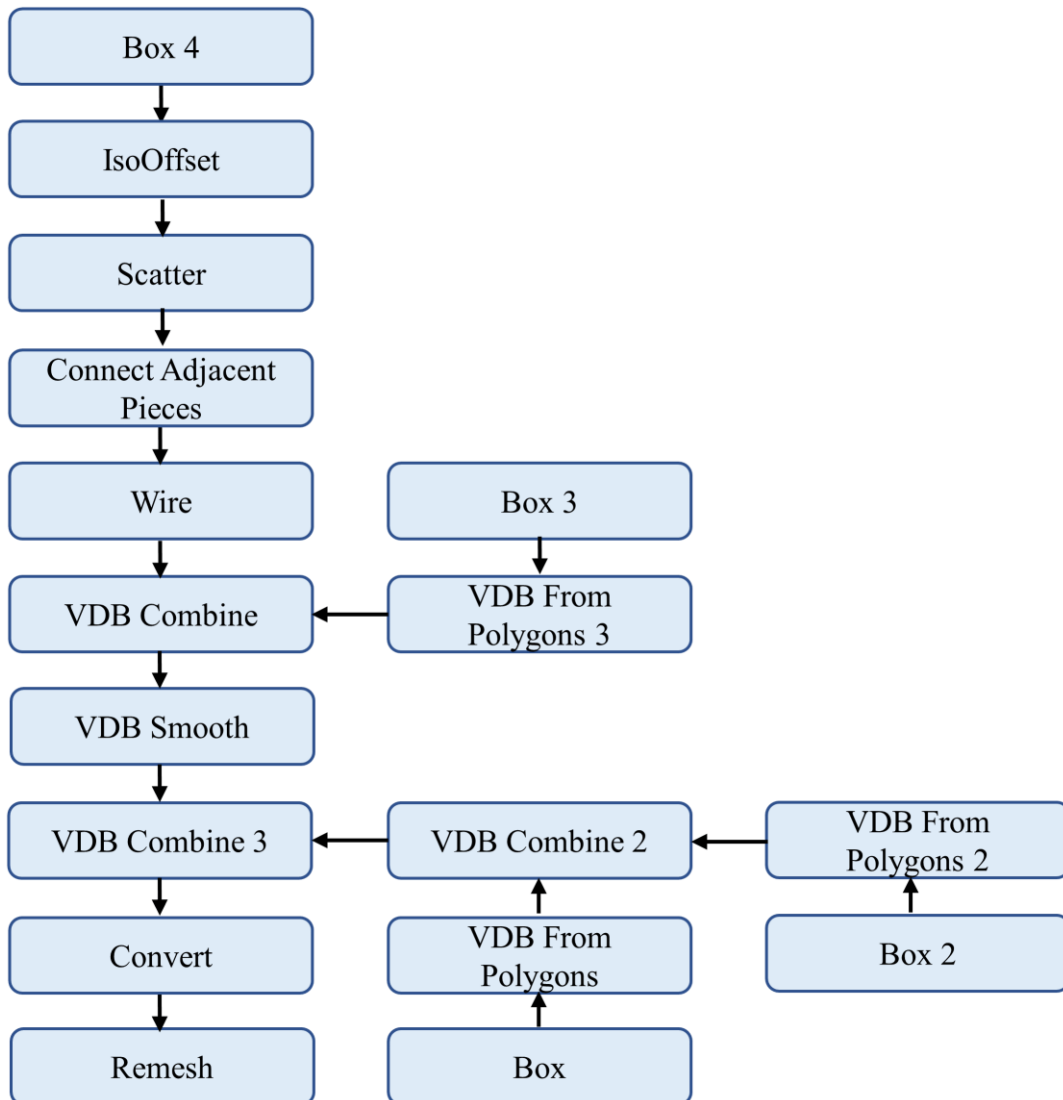 Box 4
IsoOffset
Scatter
Connect Adjacent
Pieces
Wire
Box 3
VDB Combine
VDB From
Polygons 3
VDB Smooth
VDB Combine 3
VDB Combine 2
VDB From
Polygons 2
Convert
VDB From
Polygons
Box 2
Remesh
Box